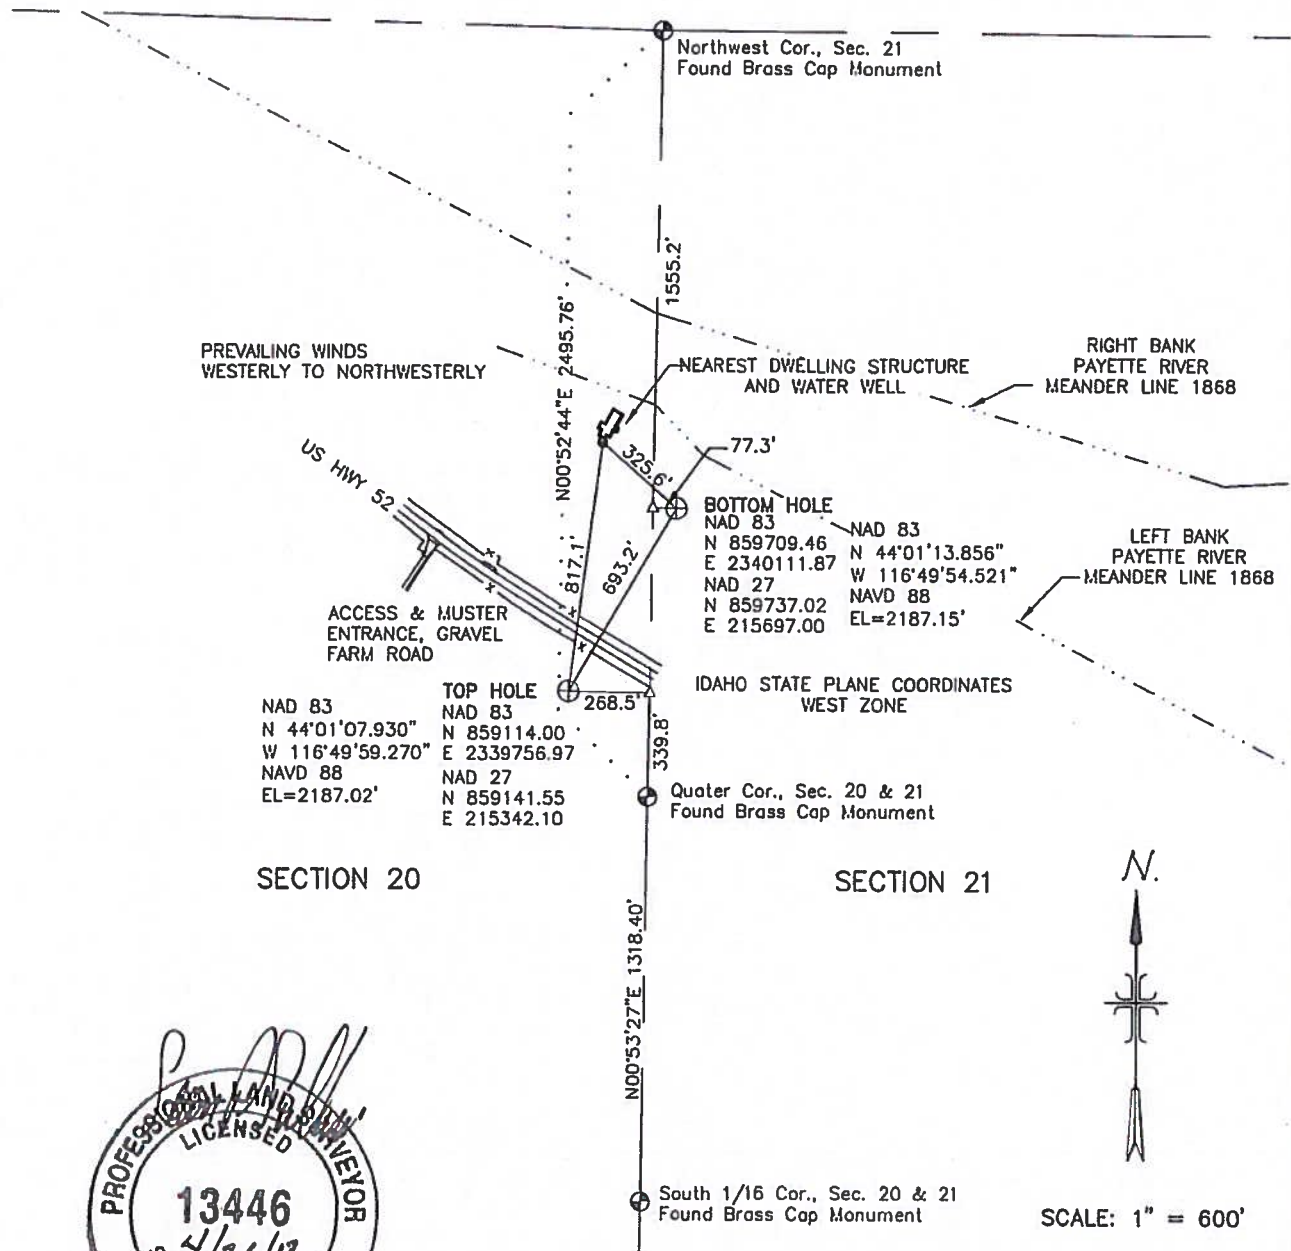 Northwest Cor., Sec. 21
Found Brass Cap Monument
1555.2'
N00°52'44"E 2495.76'
PREVAILING WINDS
WESTERLY TO NORTHWESTERLY
NEAREST DWELLING STRUCTURE
AND WATER WELL
RIGHT BANK
PAYETTE RIVER
MEANDER LINE 1868
US HWY 52
325.6'
77.3'
817.1'
693.2'
BOTTOM HOLE
NAD 83
N 859709.46
E 2340111.87
NAD 27
N 859737.02
E 215697.00
NAD 83
N 44°01'13.856"
W 116°49'54.521"
NAVD 88
EL=2187.15'
LEFT BANK
PAYETTE RIVER
MEANDER LINE 1868
ACCESS & MUSTER
ENTRANCE, GRAVEL
FARM ROAD
IDAHO STATE PLANE COORDINATES
WEST ZONE
NAD 83
N 44°01'07.930"
W 116°49'59.270"
NAVD 88
EL=2187.02'
TOP HOLE
NAD 83
N 859114.00
E 2339756.97
NAD 27
N 859141.55
E 215342.10
268.5'
339.8'
Quater Cor., Sec. 20 & 21
Found Brass Cap Monument
SECTION 20
SECTION 21
N.
N00°53'27"E 1318.40'
PROFESSIONAL LAND SURVEYOR
LICENSED
13446
South 1/16 Cor., Sec. 20 & 21
Found Brass Cap Monument
SCALE: 1" = 600'